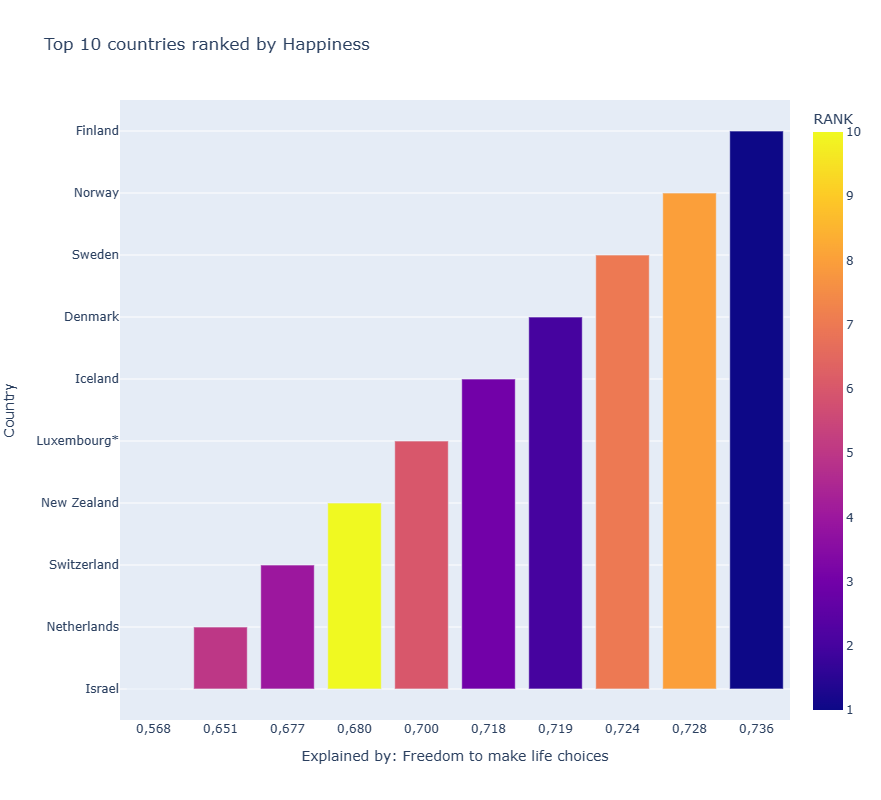 Top 10 countries ranked by Happiness
RANK
Finland
Norway
Sweden
Denmark
Iceland
Luxembourg*
New Zealand
Switzerland
Netherlands
Israel
Country
0,568 0,651 0,677 0,680 0,700 0,718 0,719 0,724 0,728 0,736
Explained by: Freedom to make life choices
10
9
8
7
6
5
4
3
2
1